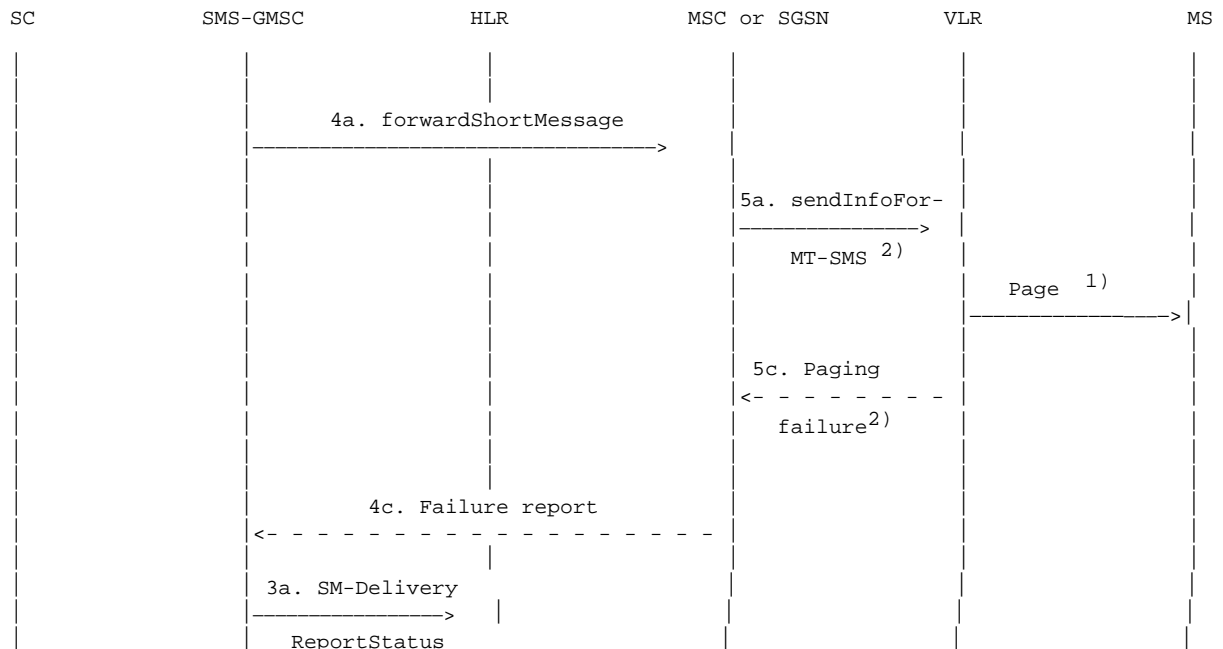 SC SMS-GMSC HLR MSC or SGSN VLR MS
4a. forwardShortMessage
5a. sendInfoFor-
MT-SMS 2)
Page 1)
5c. Paging
failure2)
4c. Failure report
3a. SM-Delivery
ReportStatus